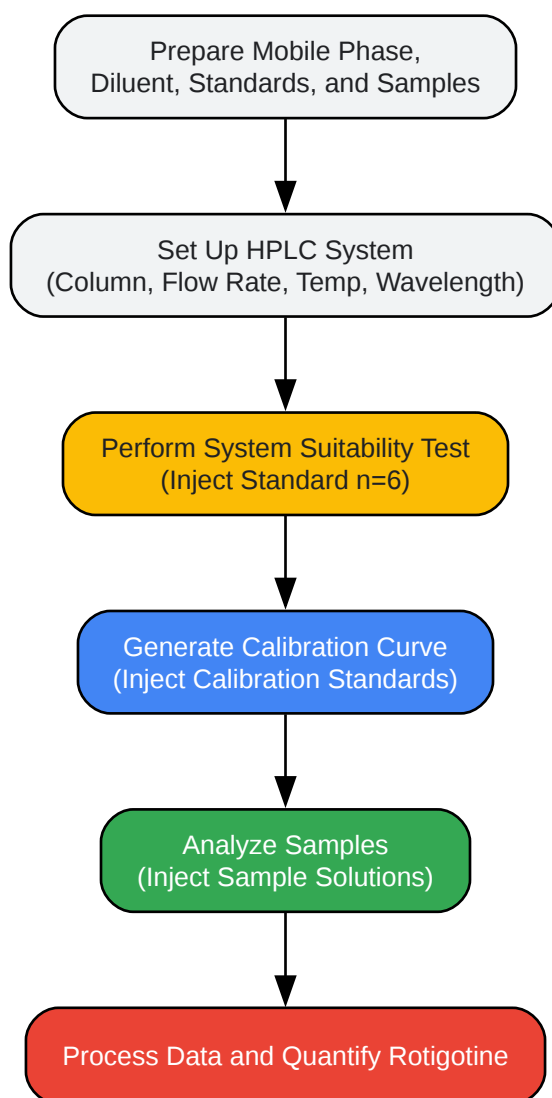 Prepare Mobile Phase,
Diluent, Standards, and Samples
Set Up HPLC System
(Column, Flow Rate, Temp, Wavelength)
Perform System Suitability Test
(Inject Standard n=6)
Generate Calibration Curve
(Inject Calibration Standards)
Analyze Samples
(Inject Sample Solutions)
Process Data and Quantify Rotigotine